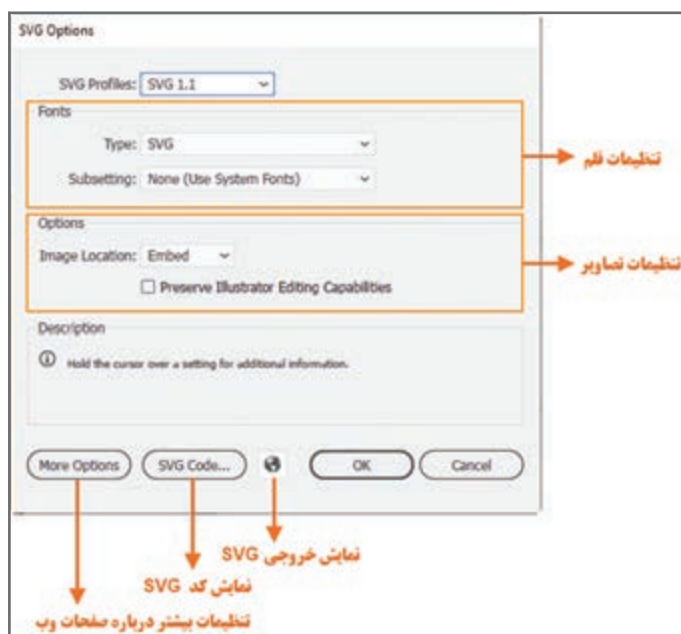 SVG Options
SVG Profiles: SVG 1.1
Fonts
Type: SVG
Subsetting: None (Use System Fonts)
تنظیمات قلم
Options
Image Location: Embed
Preserve Illustrator Editing Capabilities
تنظیمات تصاویر
Description
Hold the cursor over a setting for additional information.
More Options SVG Code... OK Cancel
نمایش خروجی SVG
نمایش کد SVG
تنظیمات بیشتر درباره صفحات وب